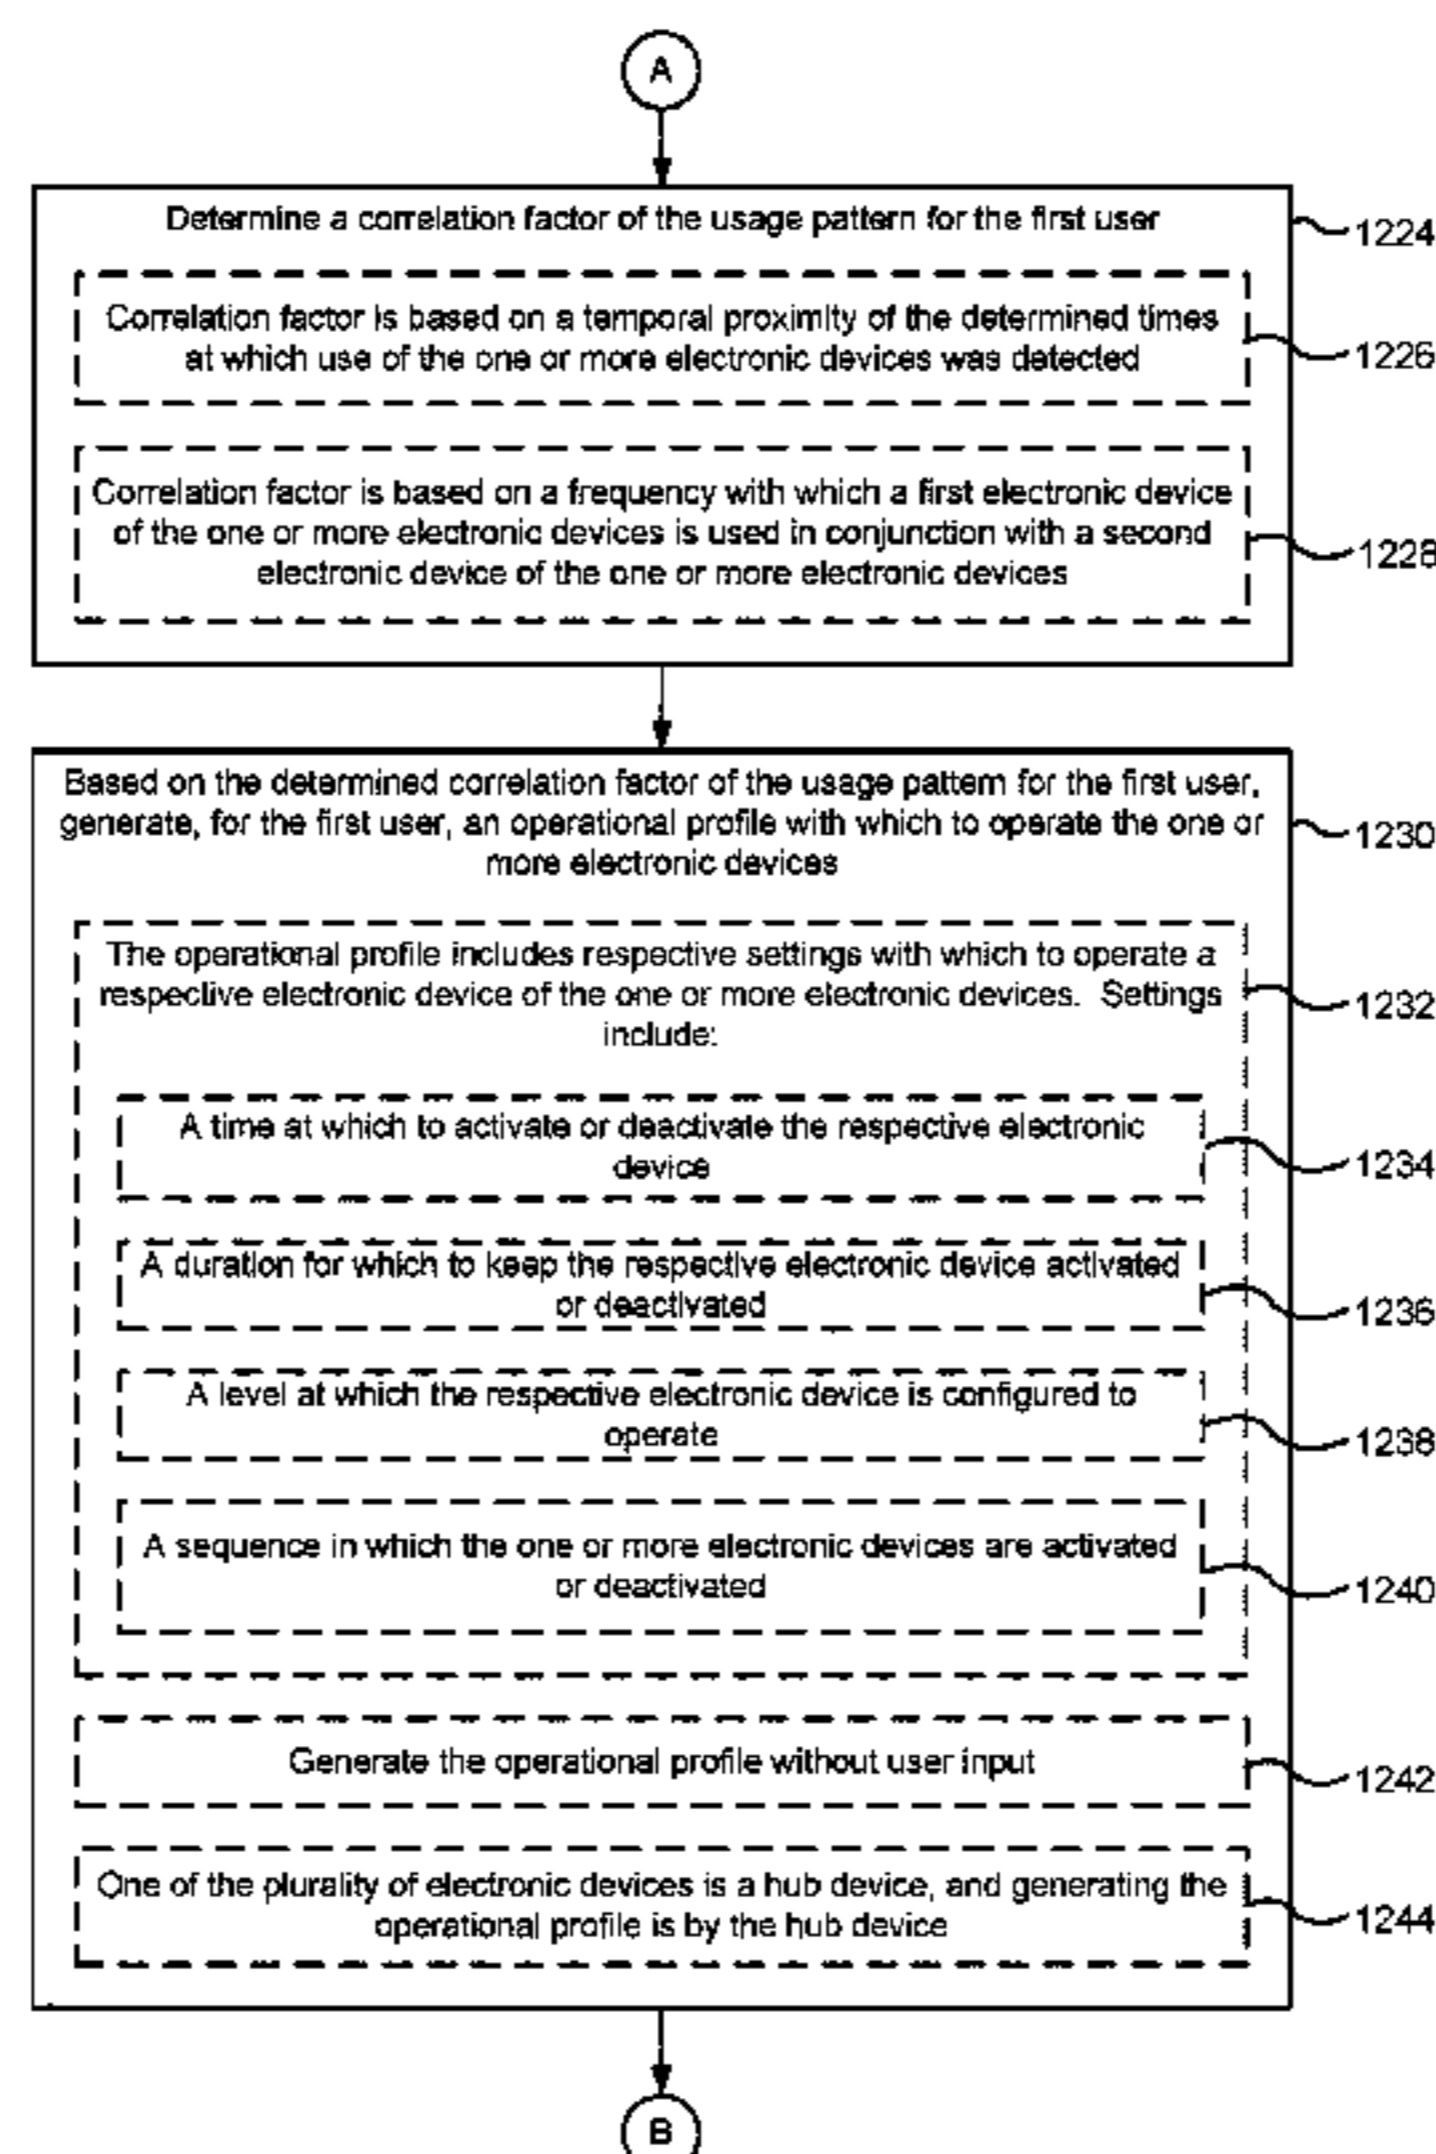 A
Determine a correlation factor of the usage pattern for the first user
1224
Correlation factor is based on a temporal proximity of the determined times
at which use of the one or more electronic devices was detected
1226
Correlation factor is based on a frequency with which a first electronic device
of the one or more electronic devices is used in conjunction with a second
electronic device of the one or more electronic devices
1228
Based on the determined correlation factor of the usage pattern for the first user,
generate, for the first user, an operational profile with which to operate the one or
more electronic devices
1230
The operational profile includes respective settings with which to operate a
respective electronic device of the one or more electronic devices. Settings
include:
1232
A time at which to activate or deactivate the respective electronic
device
1234
A duration for which to keep the respective electronic device activated
or deactivated
1236
A level at which the respective electronic device is configured to
operate
1238
A sequence in which the one or more electronic devices are activated
or deactivated
1240
Generate the operational profile without user input
1242
One of the plurality of electronic devices is a hub device, and generating the
operational profile is by the hub device
1244
B